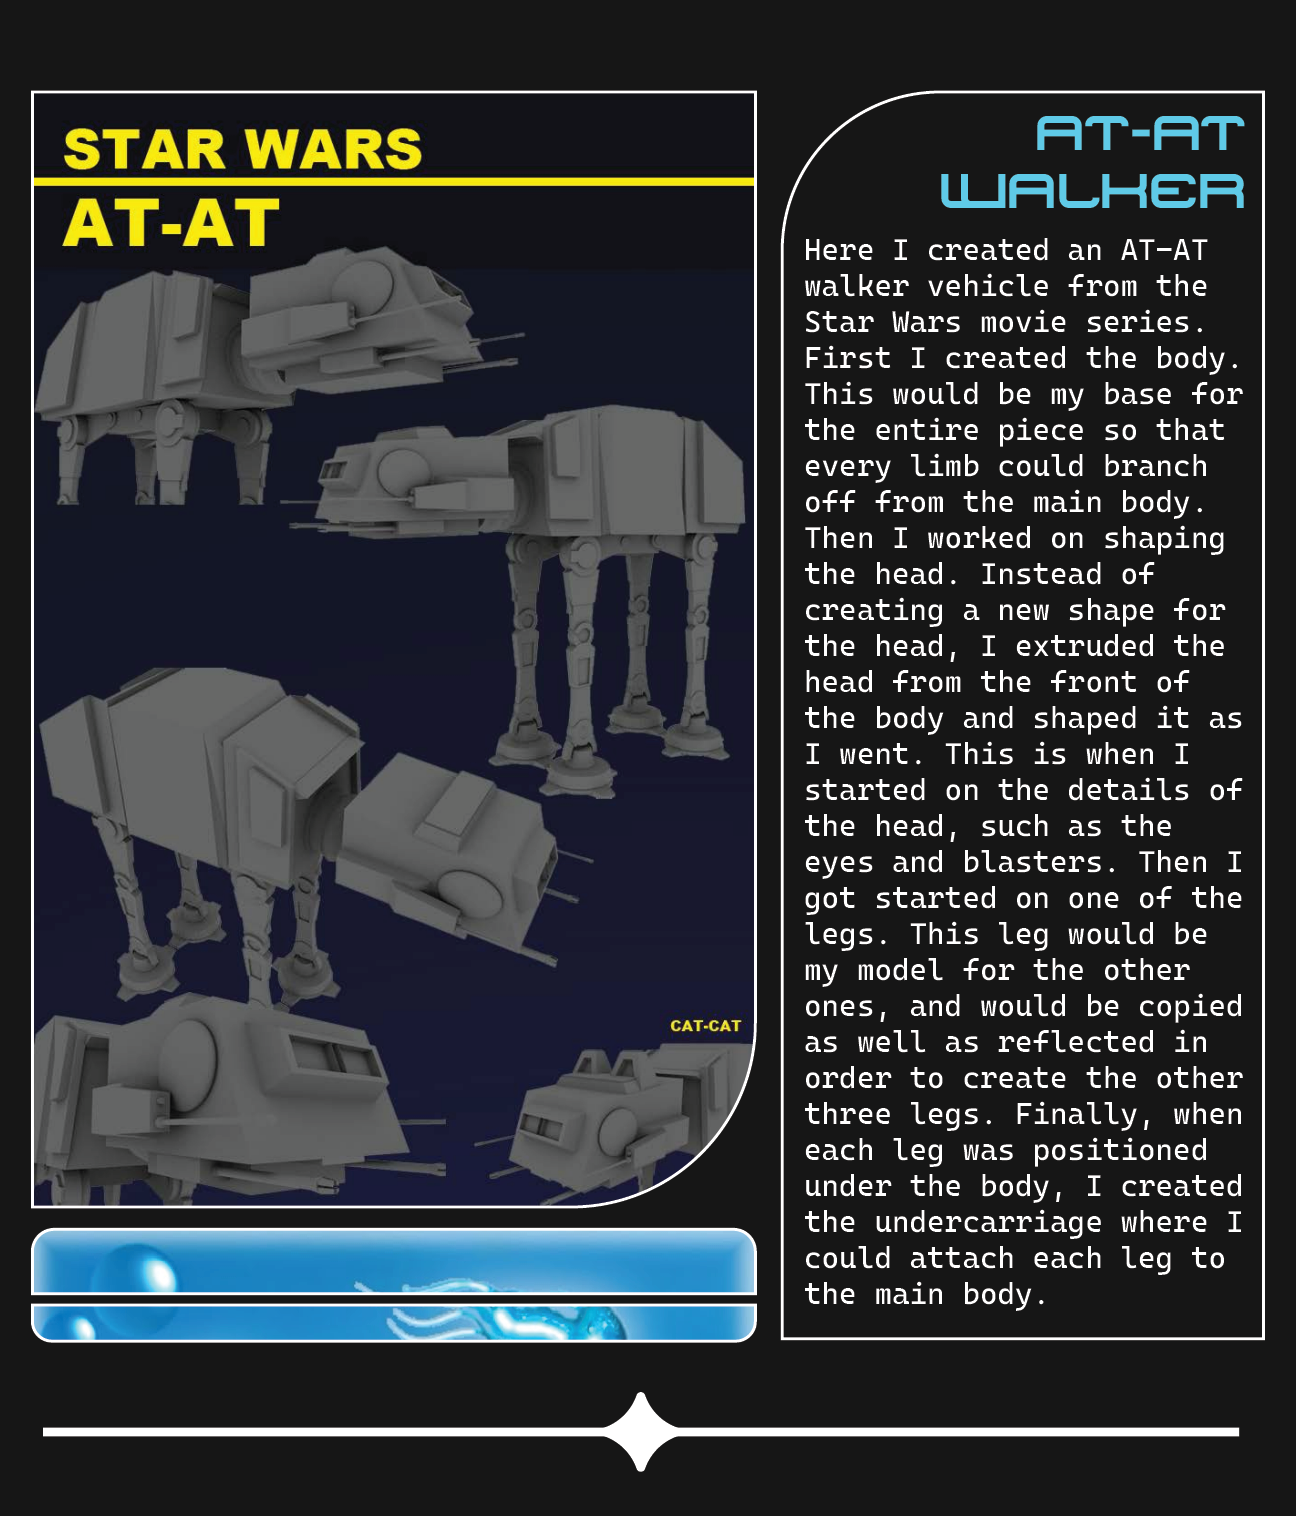 STAR WARS
AT-AT
CAT-CAT
AT-AT
WALKER
Here I created an AT-AT
walker vehicle from the
Star Wars movie series.
First I created the body.
This would be my base for
the entire piece so that
every limb could branch
off from the main body.
Then I worked on shaping
the head. Instead of
creating a new shape for
the head, I extruded the
head from the front of
the body and shaped it as
I went. This is when I
started on the details of
the head, such as the
eyes and blasters. Then I
got started on one of the
legs. This leg would be
my model for the other
ones, and would be copied
as well as reflected in
order to create the other
three legs. Finally, when
each leg was positioned
under the body, I created
the undercarriage where I
could attach each leg to
the main body.